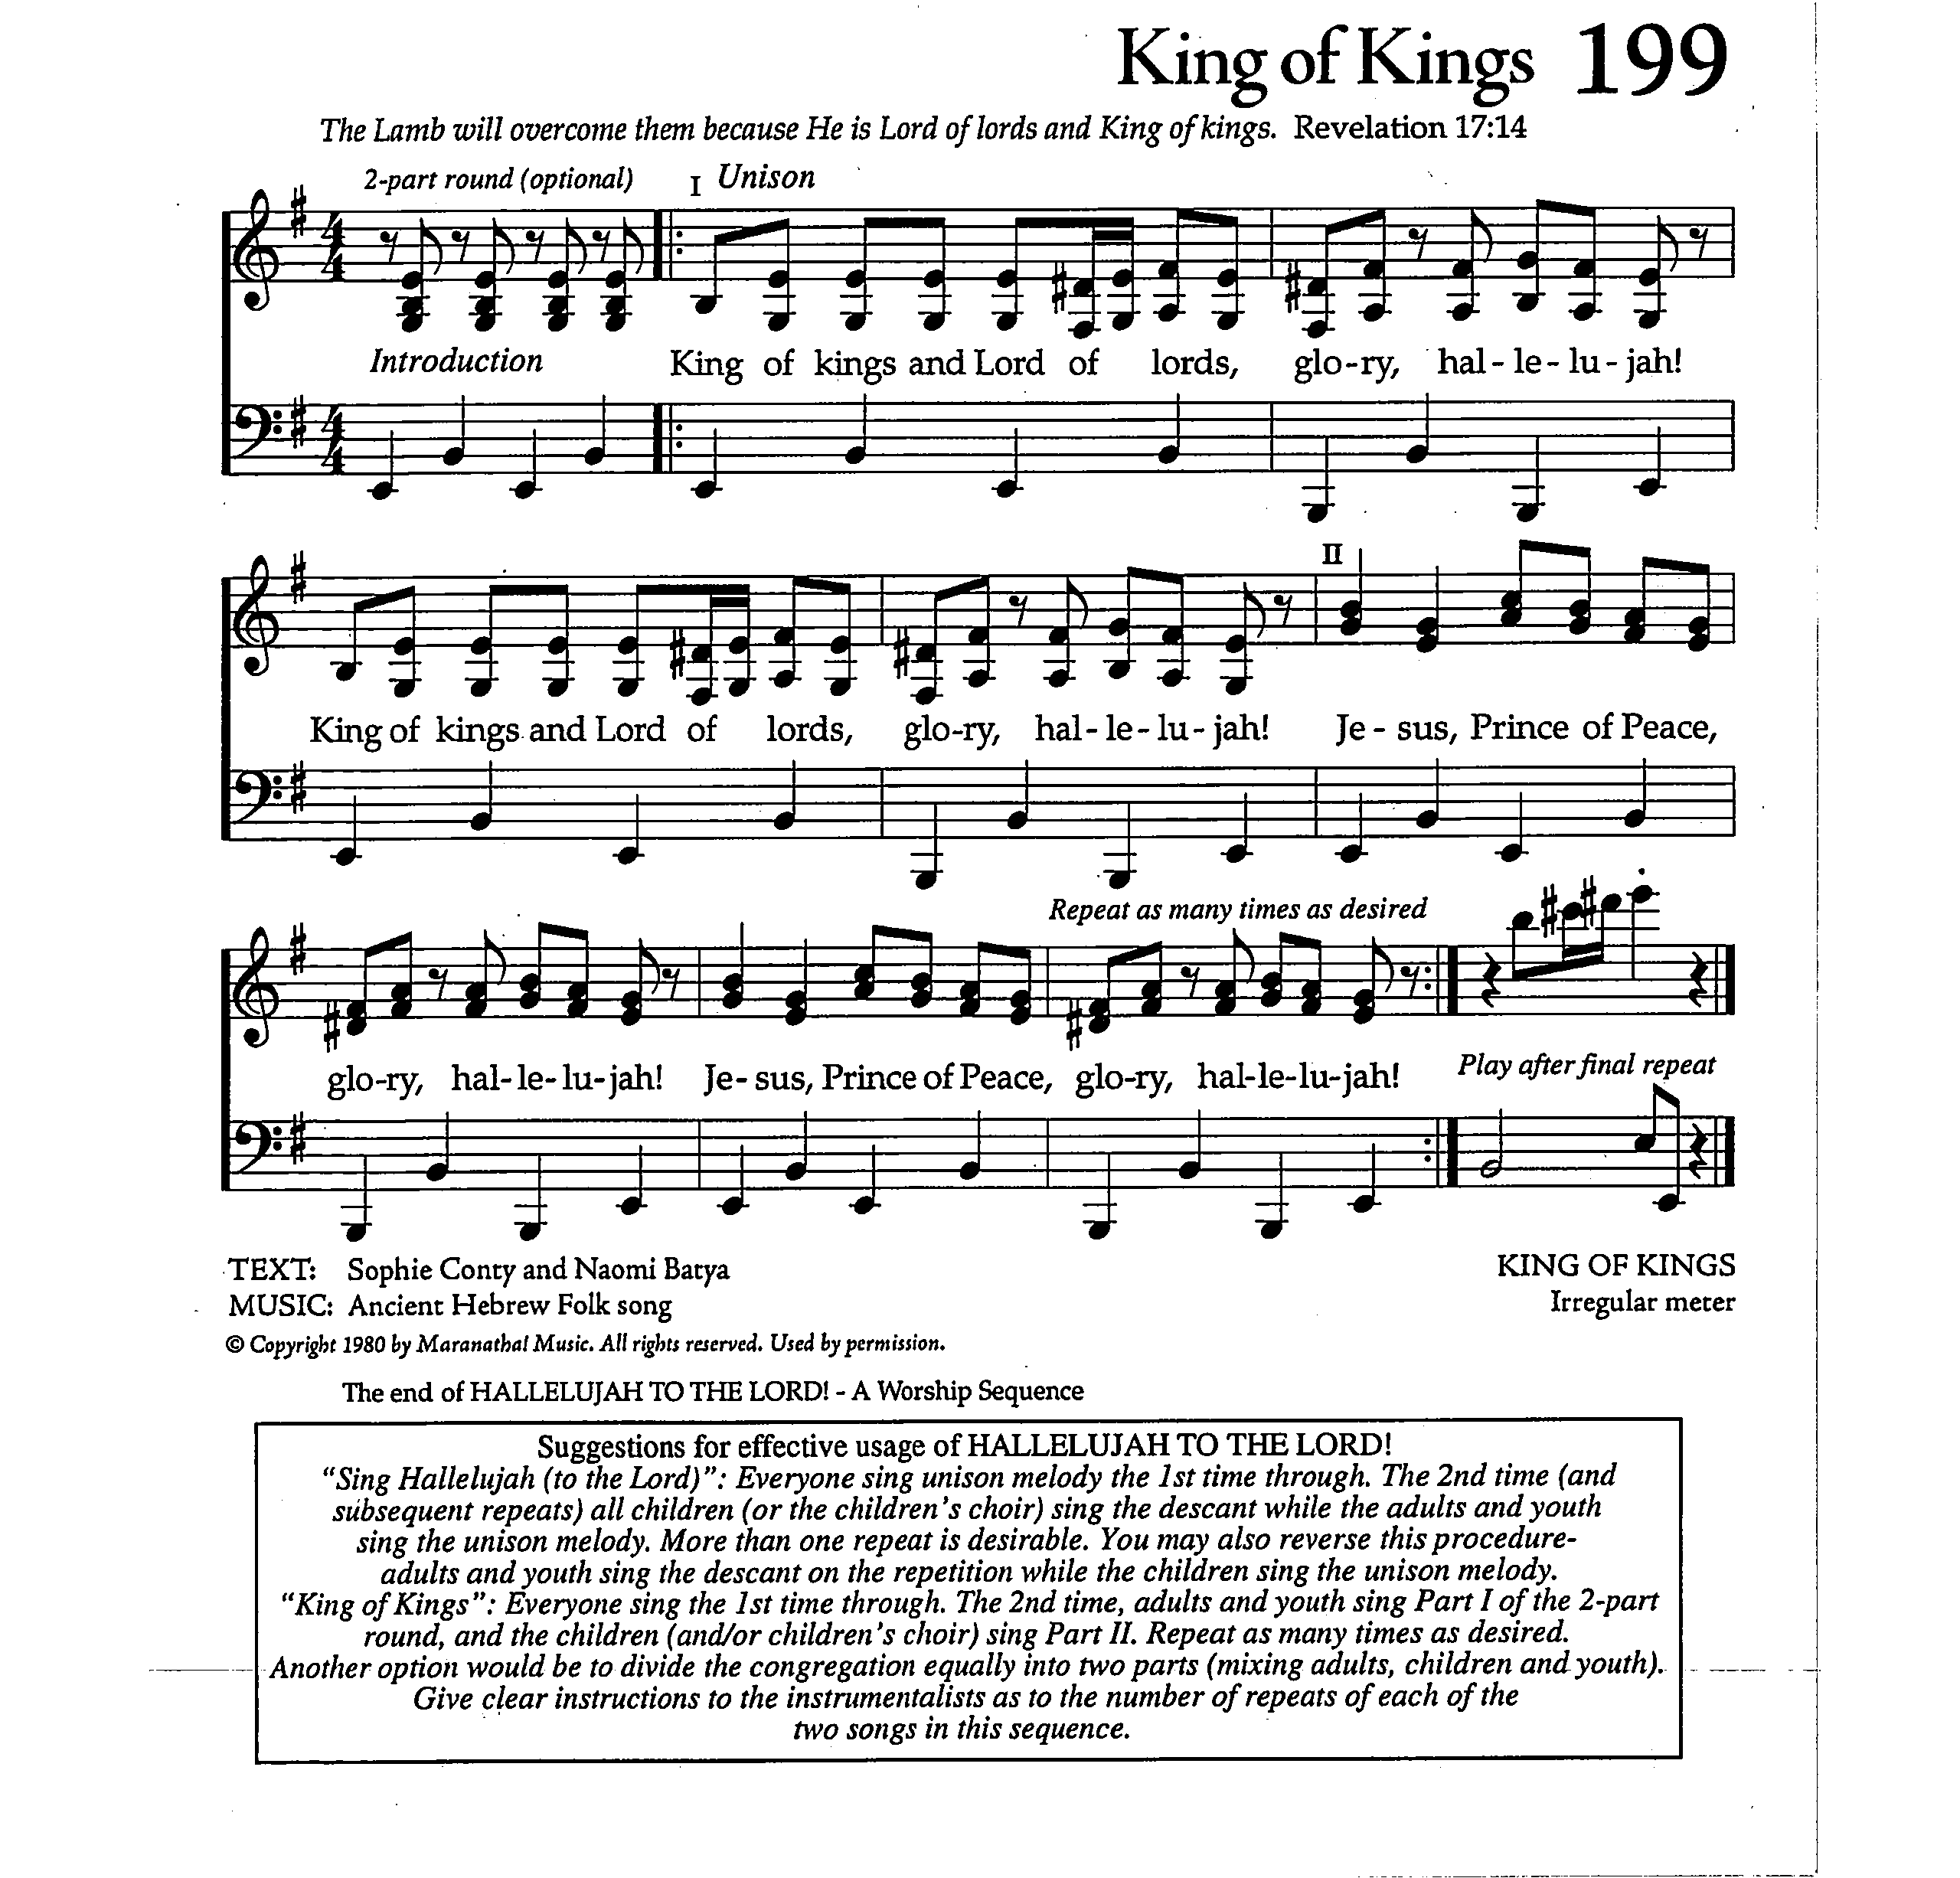 King of Kings 199
The Lamb will overcome them because He is Lord of lords and King of kings. Revelation 17:14
2-part round (optional) I Unison
Introduction King of kings and Lord of lords, glo-ry, hal-le-lu-jah!
II
King of kings and Lord of lords, glo-ry, hal-le-lu-jah! Je-sus, Prince of Peace,
Repeat as many times as desired
glo-ry, hal-le-lu-jah! Je-sus, Prince of Peace, glo-ry, hal-le-lu-jah! Play after final repeat
TEXT: Sophie Conty and Naomi Batya KING OF KINGS
MUSIC: Ancient Hebrew Folk song Irregular meter
© Copyright 1980 by Maranatha! Music. All rights reserved. Used by permission.
The end of HALLELUJAH TO THE LORD! - A Worship Sequence
Suggestions for effective usage of HALLELUJAH TO THE LORD!
"Sing Hallelujah (to the Lord)": Everyone sing unison melody the 1st time through. The 2nd time (and
subsequent repeats) all children (or the children's choir) sing the descant while the adults and youth
sing the unison melody. More than one repeat is desirable. You may also reverse this procedure-
adults and youth sing the descant on the repetition while the children sing the unison melody.
"King of Kings": Everyone sing the 1st time through. The 2nd time, adults and youth sing Part I of the 2-part
round, and the children (and/or children's choir) sing Part II. Repeat as many times as desired.
Another option would be to divide the congregation equally into two parts (mixing adults, children and youth).
Give clear instructions to the instrumentalists as to the number of repeats of each of the
two songs in this sequence.